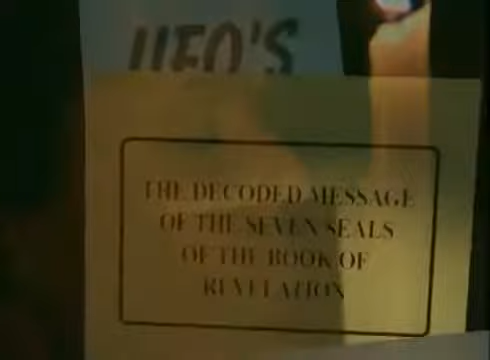 UFO'S
THE DECODED MESSAGE
OF THE SEVEN SEALS
OF THE BOOK OF
REVELATION